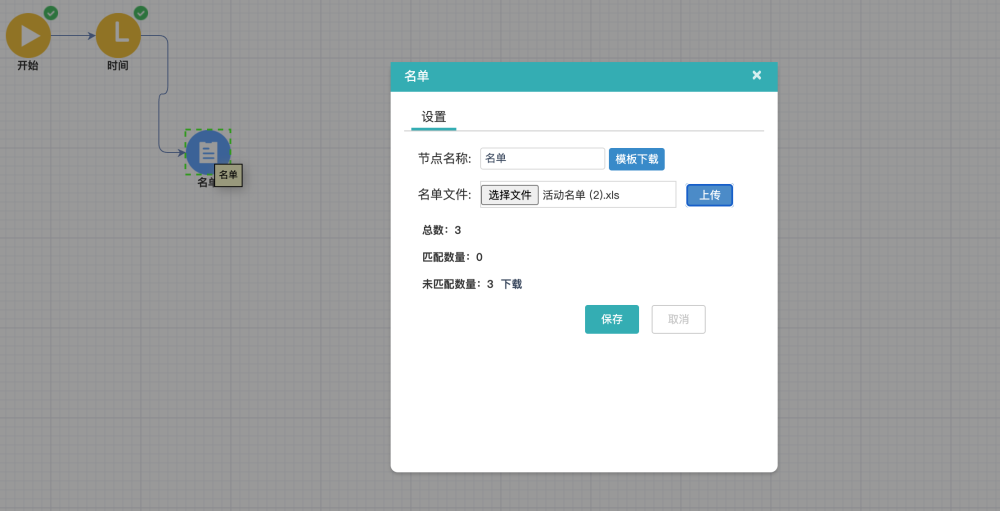 开始
时间
名单
名单
名单
设置
节点名称: 名单 模板下载
名单文件: 选择文件 活动名单 (2).xls 上传
总数: 3
匹配数量: 0
未匹配数量: 3 下载
保存 取消